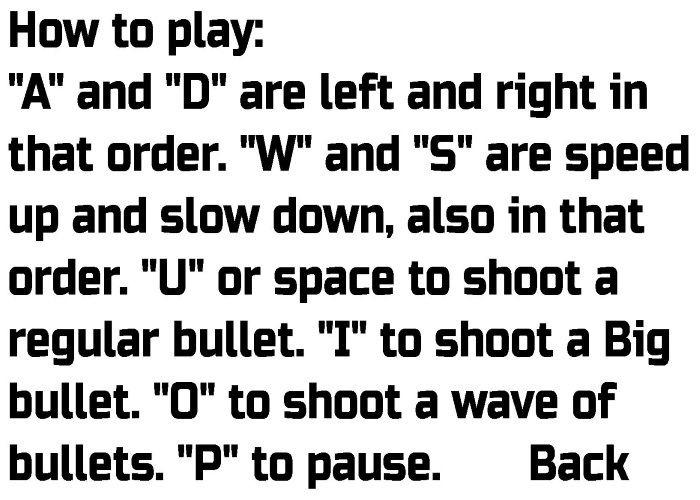 How to play:
"A" and "D" are left and right in
that order. "W" and "S" are speed
up and slow down, also in that
order. "U" or space to shoot a
regular bullet. "I" to shoot a Big
bullet. "O" to shoot a wave of
bullets. "P" to pause. Back